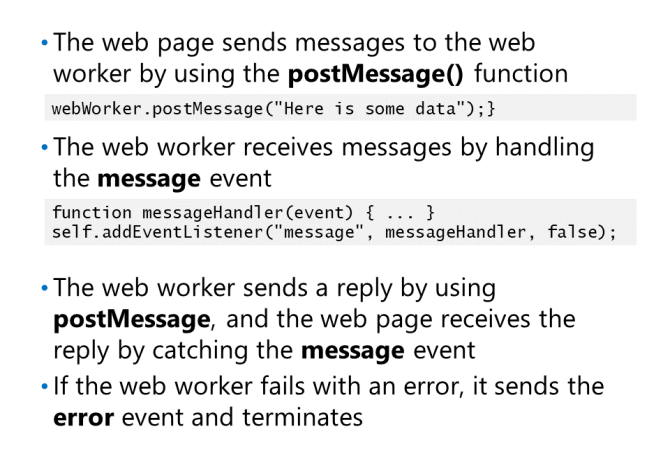 • The web page sends messages to the web
worker by using the postMessage() function
webWorker.postMessage("Here is some data");}
• The web worker receives messages by handling
the message event
function messageHandler(event) { ... }
self.addEventListener("message", messageHandler, false);
• The web worker sends a reply by using
postMessage, and the web page receives the
reply by catching the message event
• If the web worker fails with an error, it sends the
error event and terminates